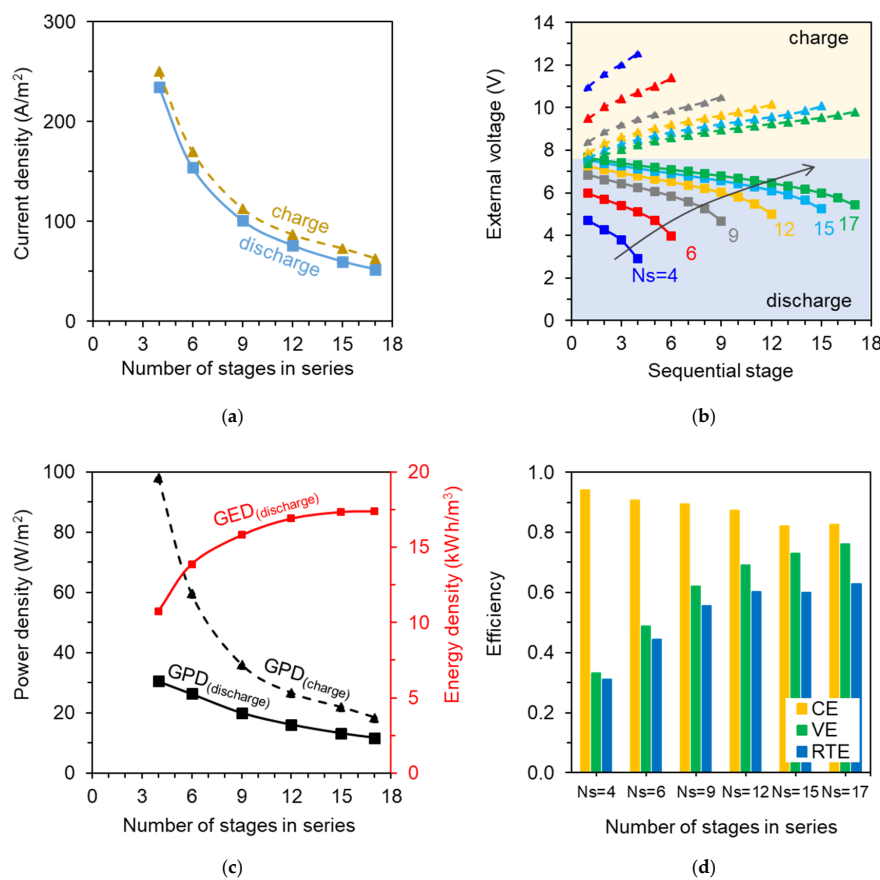 300
200
100
0
Current density (A/m²)
charge
discharge
0 3 6 9 12 15 18
Number of stages in series
(a)
14
12
10
8
6
4
2
0
External voltage (V)
charge
Ns=4
6
9
12
15
17
discharge
0 3 6 9 12 15 18
Sequential stage
(b)
100
80
60
40
20
0
Power density (W/m²)
GED(discharge)
GPD(discharge)
GPD(charge)
20
15
10
5
0
Energy density (kWh/m³)
0 3 6 9 12 15 18
Number of stages in series
(c)
1.0
0.8
0.6
0.4
0.2
0.0
Efficiency
CE
VE
RTE
Ns=4 Ns=6 Ns=9 Ns=12 Ns=15 Ns=17
Number of stages in series
(d)